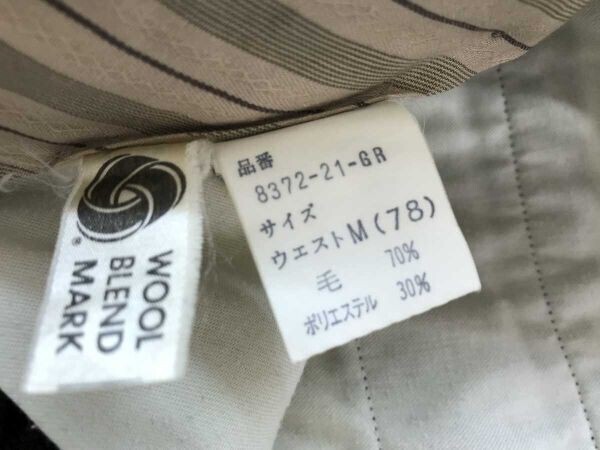 WOOL
BLEND
MARK
®
品番
8372-21-GR
サイズ
ウエストM(78)
毛 70%
ポリエステル 30%